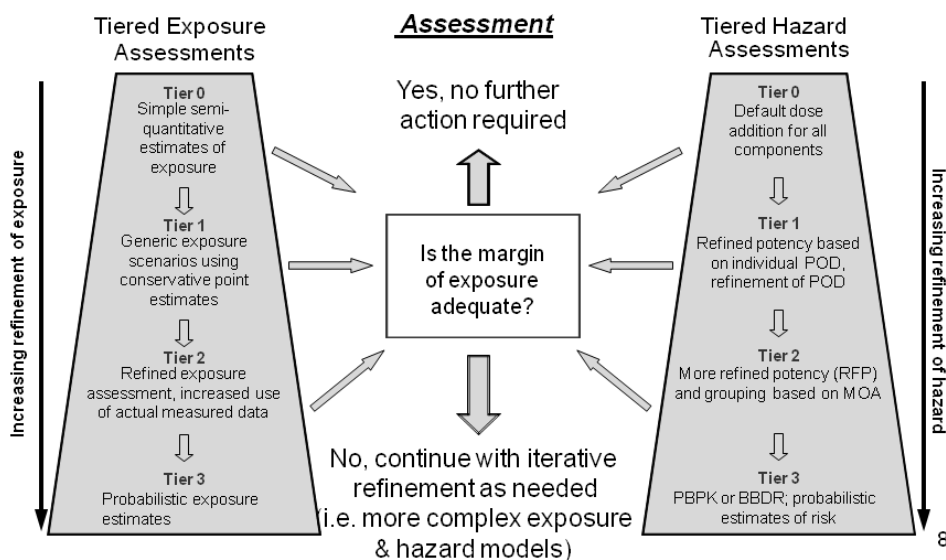 Tiered Exposure
Assessments
Increasing refinement of exposure
Tier 0
Simple semi-
quantitative
estimates of
exposure
Tier 1
Generic exposure
scenarios using
conservative point
estimates
Tier 2
Refined exposure
assessment, increased use
of actual measured data
Tier 3
Probabilistic exposure
estimates
Assessment
Yes, no further
action required
Is the margin
of exposure
adequate?
No, continue with iterative
refinement as needed
(i.e. more complex exposure
& hazard models)
Tiered Hazard
Assessments
Tier 0
Default dose
addition for all
components
Tier 1
Refined potency based
on individual POD,
refinement of POD
Tier 2
More refined potency (RFP)
and grouping based on MOA
Tier 3
PBPK or BBDR; probabilistic
estimates of risk
Increasing refinement of hazard
8